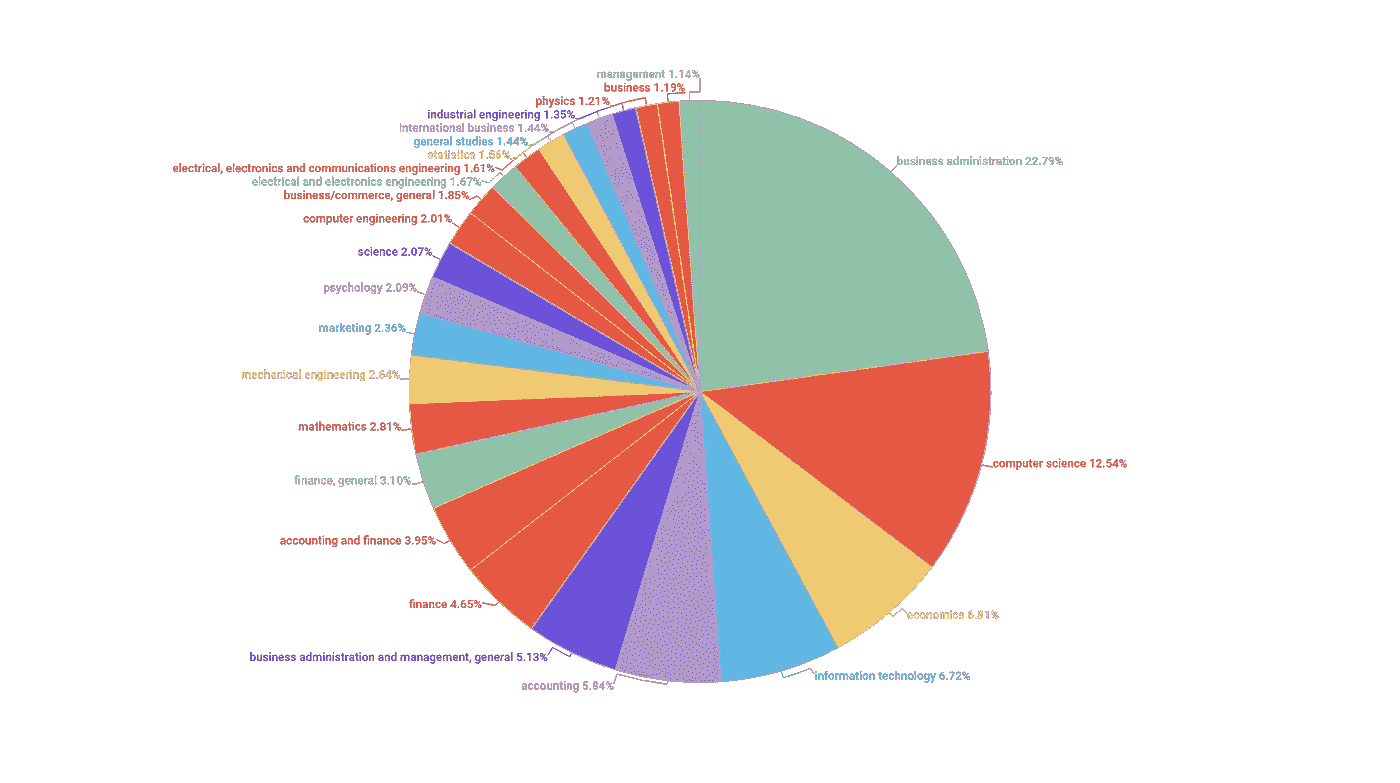 management 1.14%
business 1.19%
physics 1.21%
industrial engineering 1.35%
international business 1.44%
general studies 1.44%
statistics 1.56%
electrical, electronics and communications engineering 1.61%
electrical and electronics engineering 1.67%
business/commerce, general 1.85%
computer engineering 2.01%
science 2.07%
psychology 2.09%
marketing 2.36%
mechanical engineering 2.64%
mathematics 2.81%
finance, general 3.10%
accounting and finance 3.95%
finance 4.65%
business administration and management, general 5.13%
accounting 5.84%
information technology 6.72%
economics 6.81%
computer science 12.54%
business administration 22.79%